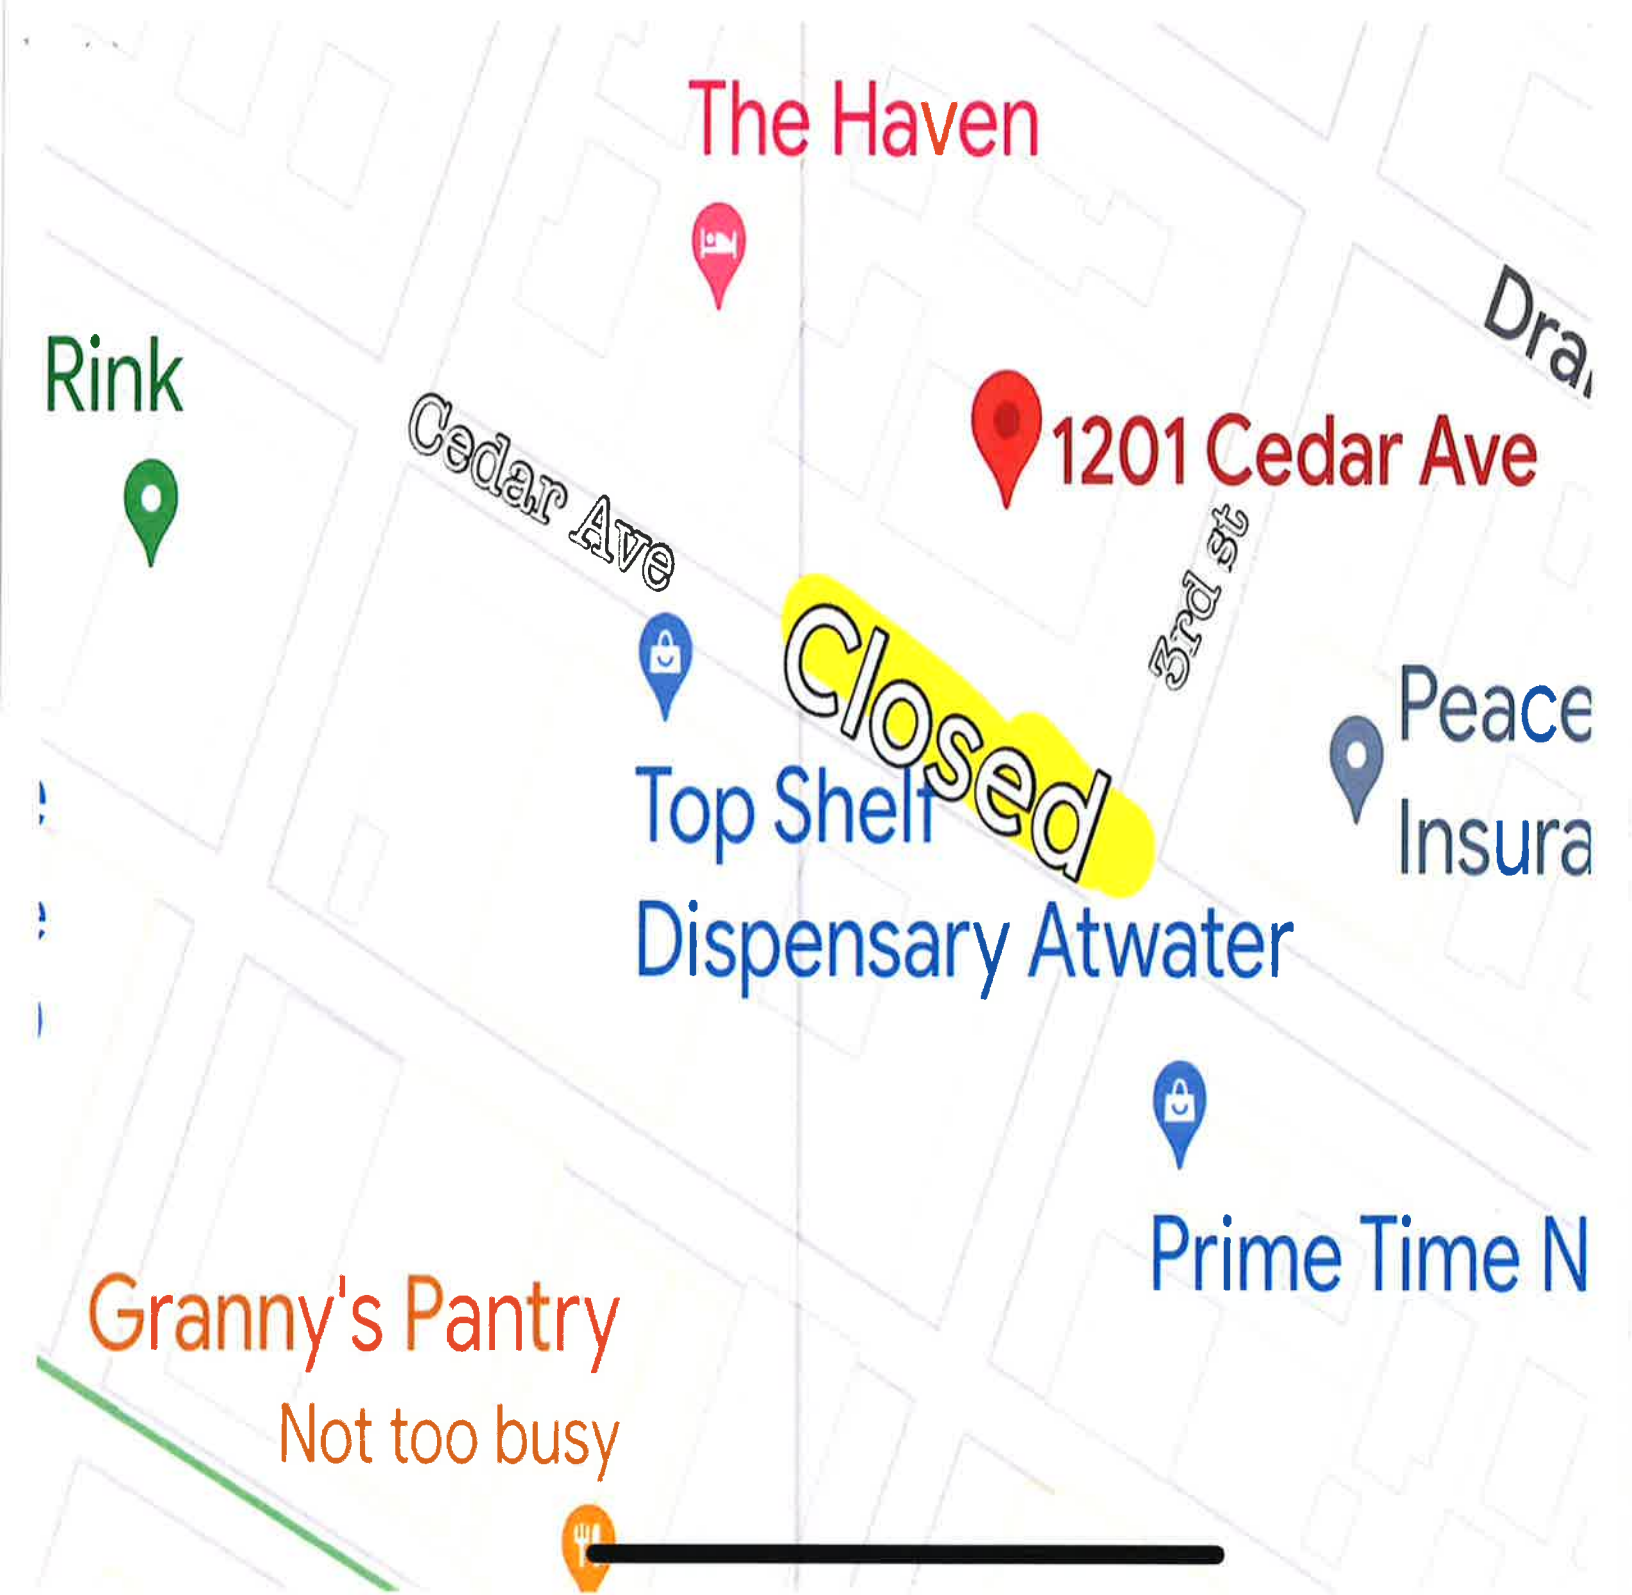 The Haven
Dra
Rink
1201 Cedar Ave
Cedar Ave
3rd st
Closed
Peace
Insura
Top Shelf
Dispensary Atwater
Prime Time N
Granny's Pantry
Not too busy